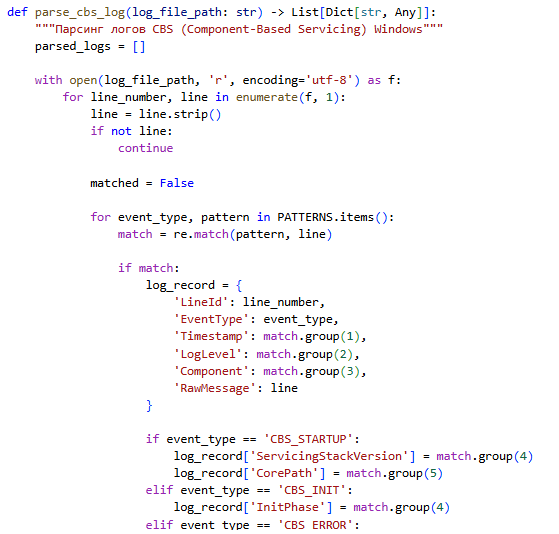 def parse_cbs_log(log_file_path: str) -> List[Dict[str, Any]]:
    """Парсинг логов CBS (Component-Based Servicing) Windows"""
    parsed_logs = []

    with open(log_file_path, 'r', encoding='utf-8') as f:
        for line_number, line in enumerate(f, 1):
            line = line.strip()
            if not line:
                continue

            matched = False

            for event_type, pattern in PATTERNS.items():
                match = re.match(pattern, line)

                if match:
                    log_record = {
                        'LineId': line_number,
                        'EventType': event_type,
                        'Timestamp': match.group(1),
                        'LogLevel': match.group(2),
                        'Component': match.group(3),
                        'RawMessage': line
                    }

                    if event_type == 'CBS_STARTUP':
                        log_record['ServicingStackVersion'] = match.group(4)
                        log_record['CorePath'] = match.group(5)
                    elif event_type == 'CBS_INIT':
                        log_record['InitPhase'] = match.group(4)
                    elif event_type == 'CBS_ERROR':